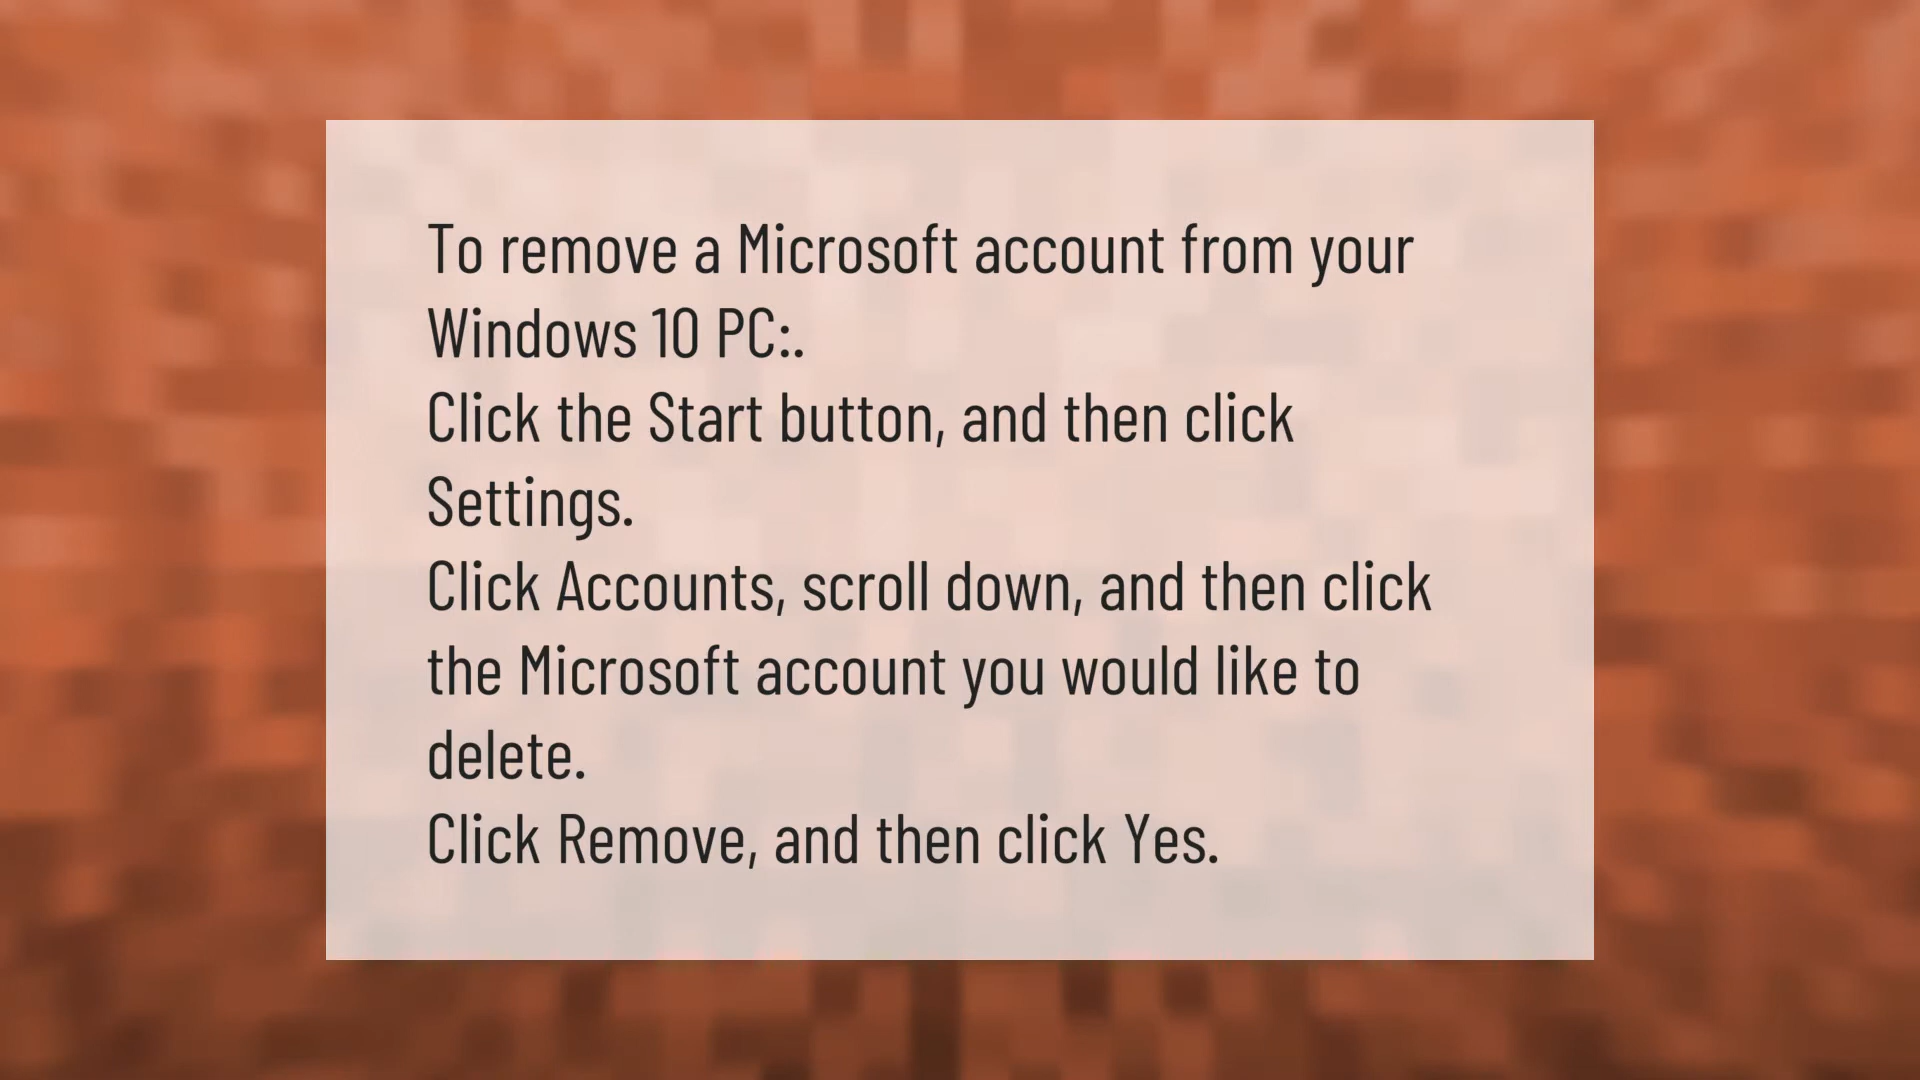 To remove a Microsoft account from your
Windows 10 PC:.
Click the Start button, and then click
Settings.
Click Accounts, scroll down, and then click
the Microsoft account you would like to
delete.
Click Remove, and then click Yes.